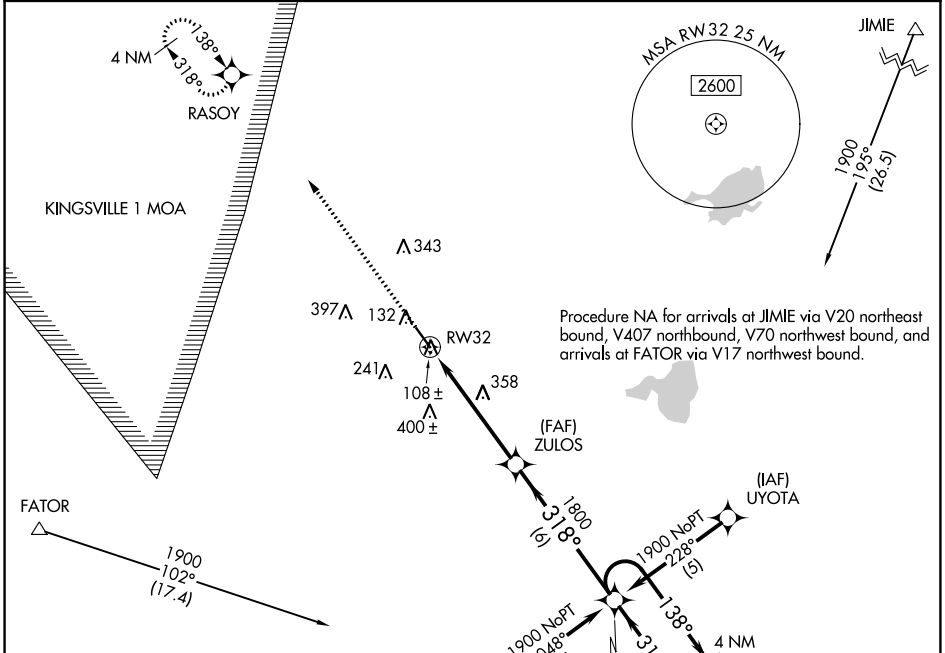 JIMIE
MSA RW32 25 NM
138°
4 NM
318°
2600
RASOY
1900
195°
(26.5)
KINGSVILLE 1 MOA
343
397
132
RW32
Procedure NA for arrivals at JIMIE via V20 northeast
bound, V407 northbound, V70 northwest bound, and
arrivals at FATOR via V17 northwest bound.
241
358
108 ±
400 ±
(FAF)
ZULOS
(IAF)
UYOTA
FATOR
1800
318°
(6)
1900 NoPT
228°
(5)
1900
102°
(17.4)
138°
1900 NoPT
048°
4 NM